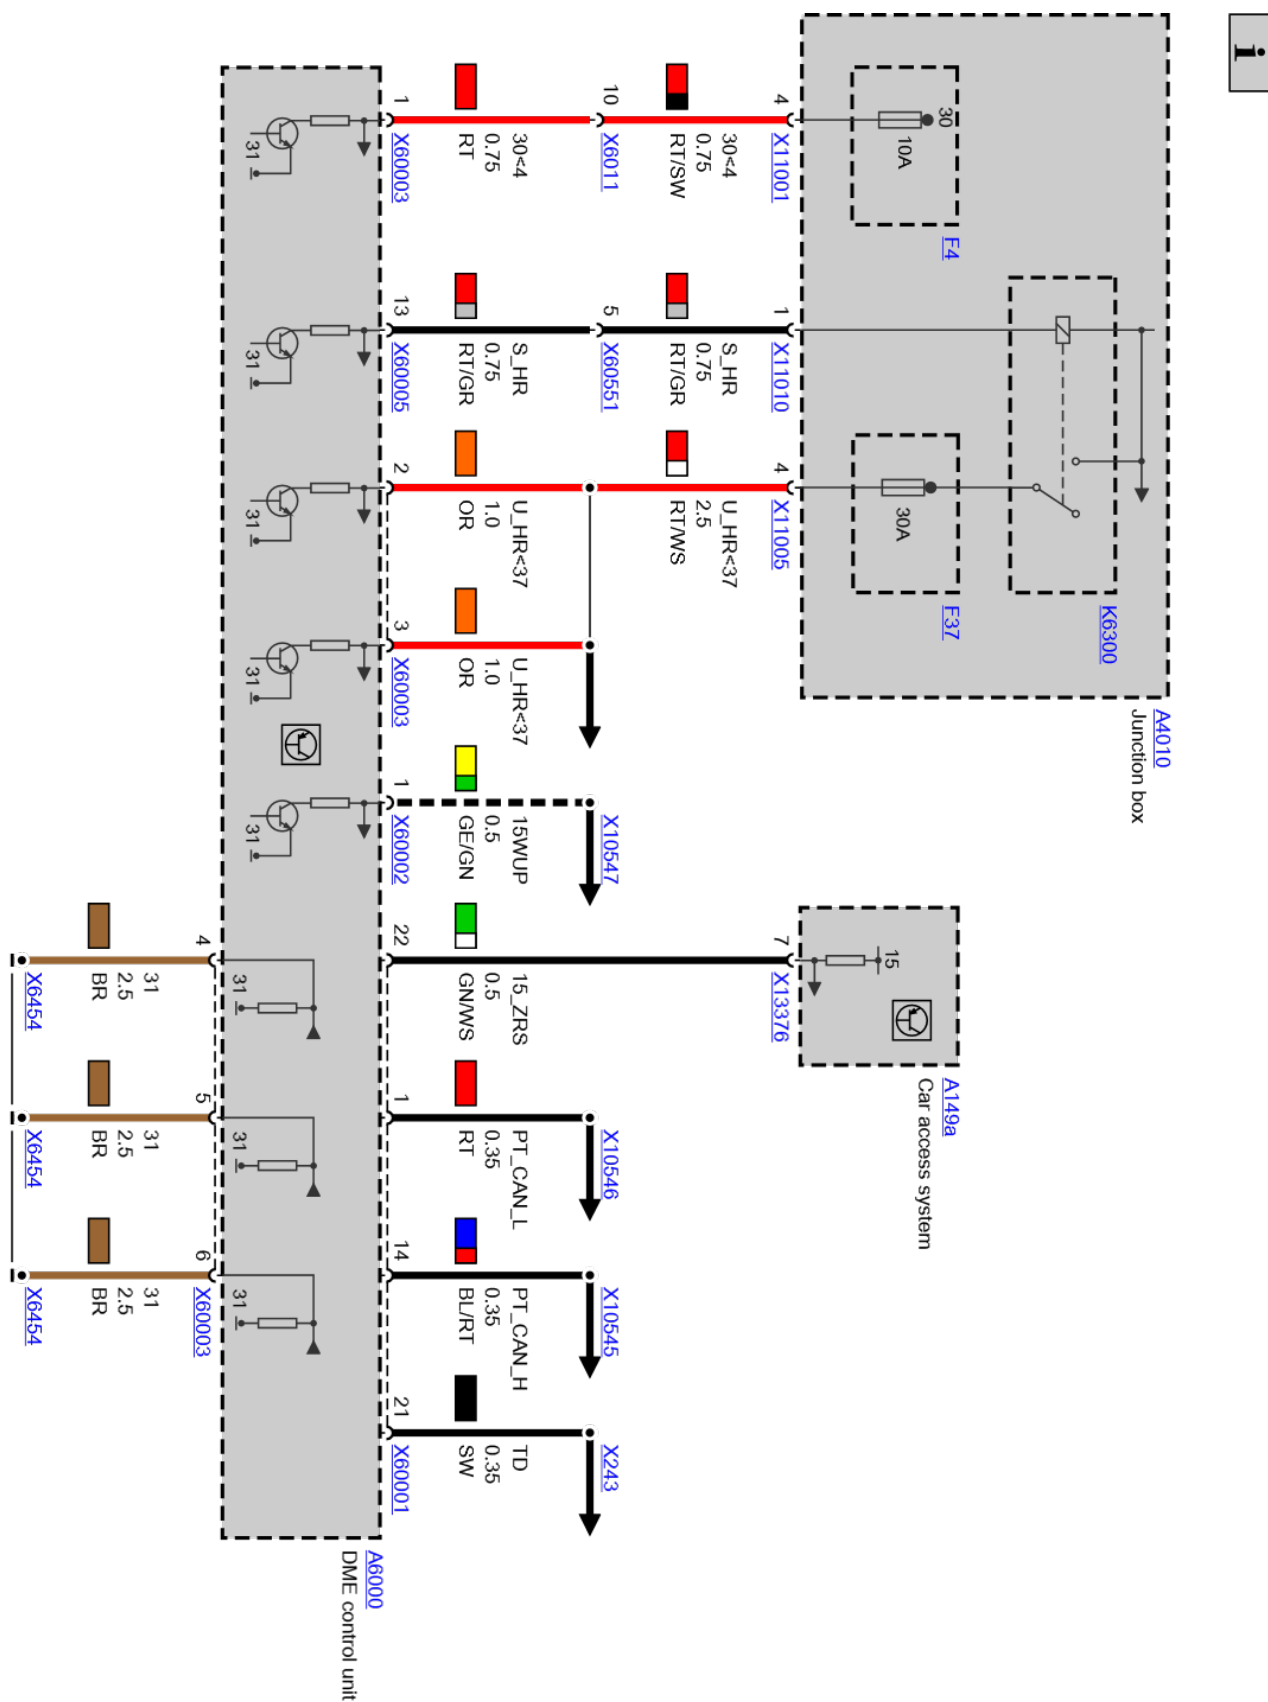 i
A4010
Junction box
F4
30
10A
K6300
F37
30A
4
X11001
1
X11010
4
X11005
30<4
0.75
RT/SW
S_HR
0.75
RT/GR
U_HR<37
2.5
RT/WS
10
X6011
5
X60551
A149a
Car access system
15
7
X13376
X10547
X10546
X10545
X243
30<4
0.75
RT
S_HR
0.75
RT/GR
U_HR<37
1.0
OR
U_HR<37
1.0
OR
15WUP
0.5
GE/GN
15_ZRS
0.5
GN/WS
PT_CAN_L
0.35
RT
PT_CAN_H
0.35
BL/RT
TD
0.35
SW
1
X60003
13
X60005
2
3
X60003
1
X60002
22
1
14
21
X60001
A6000
DME control unit
31
31
31
31
31
31
31
31
4
5
6
X60003
31
2.5
BR
31
2.5
BR
31
2.5
BR
X6454
X6454
X6454